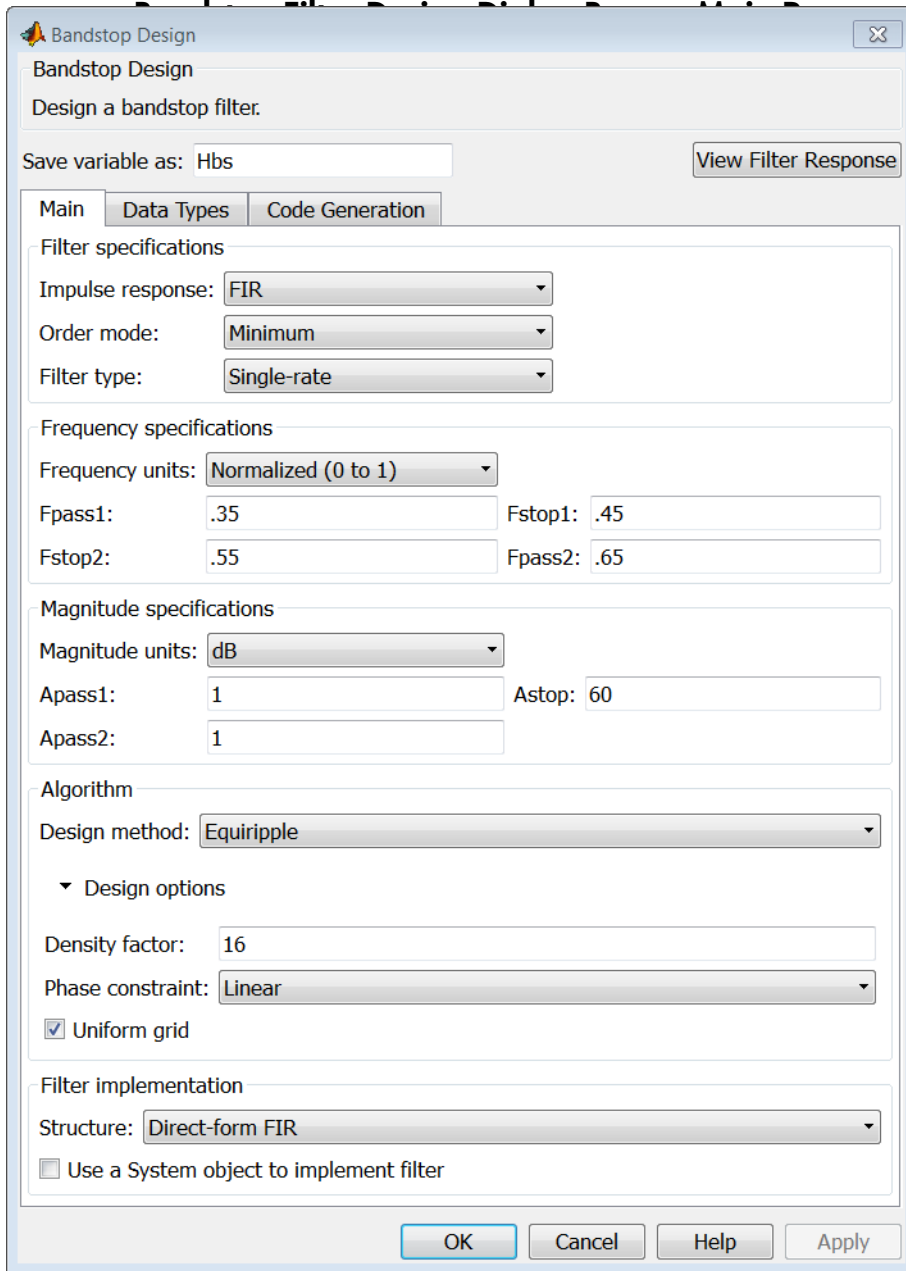 Bandstop Design
Bandstop Design
Design a bandstop filter.
Save variable as: Hbs View Filter Response
Main Data Types Code Generation
Filter specifications
Impulse response: FIR
Order mode: Minimum
Filter type: Single-rate
Frequency specifications
Frequency units: Normalized (0 to 1)
Fpass1: .35 Fstop1: .45
Fstop2: .55 Fpass2: .65
Magnitude specifications
Magnitude units: dB
Apass1: 1 Astop: 60
Apass2: 1
Algorithm
Design method: Equiripple
Design options
Density factor: 16
Phase constraint: Linear
Uniform grid
Filter implementation
Structure: Direct-form FIR
Use a System object to implement filter
OK Cancel Help Apply